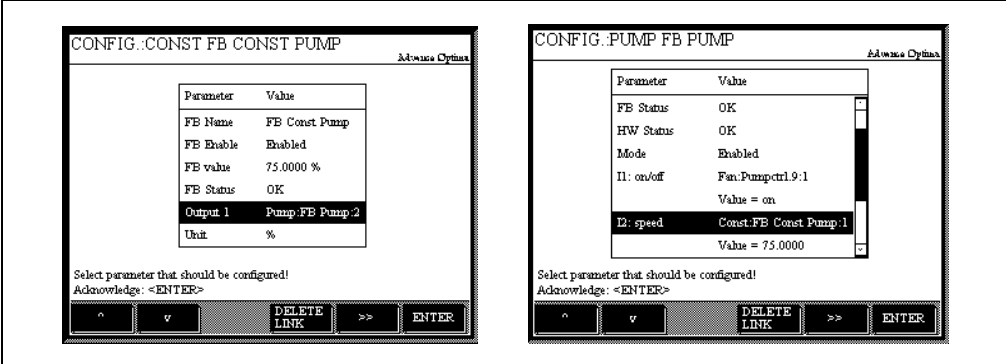 CONFIG.:CONST FB CONST PUMP
Advance Optima
Parameter Value
FB Name FB Const Pump
FB Enable Enabled
FB value 75.0000 %
FB Status OK
Output 1 Pump:FB Pump:2
Unit %
Select parameter that should be configured!
Acknowledge: <ENTER>
^ v DELETE LINK >> ENTER
CONFIG.:PUMP FB PUMP
Advance Optima
Parameter Value
FB Status OK
HW Status OK
Mode Enabled
I1: on/off Fan:Pumpctrl.9:1
Value = on
I2: speed Const:FB Const Pump:1
Value = 75.0000
Select parameter that should be configured!
Acknowledge: <ENTER>
^ v DELETE LINK >> ENTER